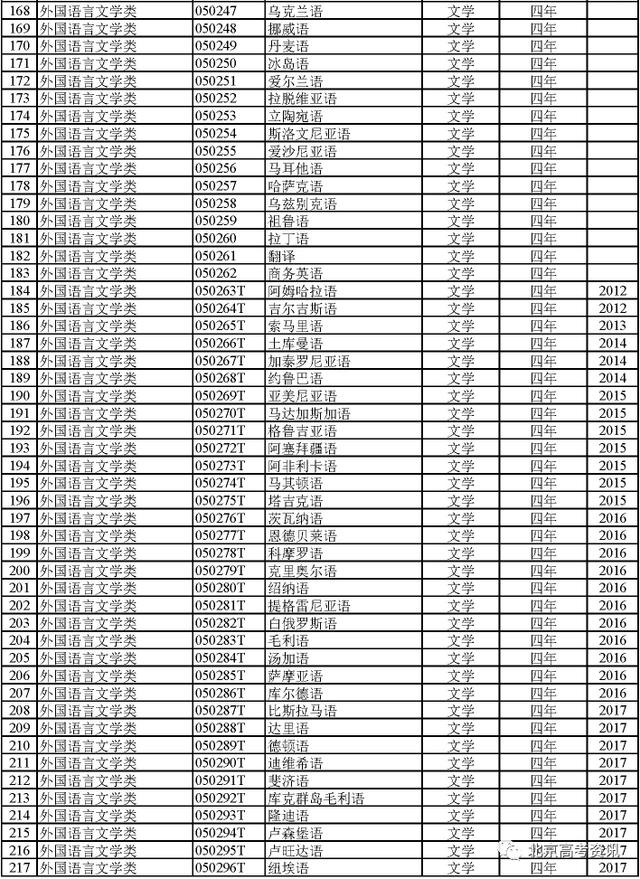 168 外国语言文学类 050247 乌克兰语 文学 四年
169 外国语言文学类 050248 挪威语 文学 四年
170 外国语言文学类 050249 丹麦语 文学 四年
171 外国语言文学类 050250 冰岛语 文学 四年
172 外国语言文学类 050251 爱尔兰语 文学 四年
173 外国语言文学类 050252 拉脱维亚语 文学 四年
174 外国语言文学类 050253 立陶宛语 文学 四年
175 外国语言文学类 050254 斯洛文尼亚语 文学 四年
176 外国语言文学类 050255 爱沙尼亚语 文学 四年
177 外国语言文学类 050256 马耳他语 文学 四年
178 外国语言文学类 050257 哈萨克语 文学 四年
179 外国语言文学类 050258 乌兹别克语 文学 四年
180 外国语言文学类 050259 祖鲁语 文学 四年
181 外国语言文学类 050260 拉丁语 文学 四年
182 外国语言文学类 050261 翻译 文学 四年
183 外国语言文学类 050262 商务英语 文学 四年
184 外国语言文学类 050263T 阿姆哈拉语 文学 四年 2012
185 外国语言文学类 050264T 吉尔吉斯语 文学 四年 2012
186 外国语言文学类 050265T 索马里语 文学 四年 2013
187 外国语言文学类 050266T 土库曼语 文学 四年 2014
188 外国语言文学类 050267T 加泰罗尼亚语 文学 四年 2014
189 外国语言文学类 050268T 约鲁巴语 文学 四年 2014
190 外国语言文学类 050269T 亚美尼亚语 文学 四年 2015
191 外国语言文学类 050270T 马达加斯加语 文学 四年 2015
192 外国语言文学类 050271T 格鲁吉亚语 文学 四年 2015
193 外国语言文学类 050272T 阿塞拜疆语 文学 四年 2015
194 外国语言文学类 050273T 阿非利卡语 文学 四年 2015
195 外国语言文学类 050274T 马其顿语 文学 四年 2015
196 外国语言文学类 050275T 塔吉克语 文学 四年 2015
197 外国语言文学类 050276T 茨瓦纳语 文学 四年 2016
198 外国语言文学类 050277T 恩德贝莱语 文学 四年 2016
199 外国语言文学类 050278T 科摩罗语 文学 四年 2016
200 外国语言文学类 050279T 克里奥尔语 文学 四年 2016
201 外国语言文学类 050280T 绍纳语 文学 四年 2016
202 外国语言文学类 050281T 提格雷尼亚语 文学 四年 2016
203 外国语言文学类 050282T 白俄罗斯语 文学 四年 2016
204 外国语言文学类 050283T 毛利语 文学 四年 2016
205 外国语言文学类 050284T 汤加语 文学 四年 2016
206 外国语言文学类 050285T 萨摩亚语 文学 四年 2016
207 外国语言文学类 050286T 库尔德语 文学 四年 2016
208 外国语言文学类 050287T 比斯拉马语 文学 四年 2017
209 外国语言文学类 050288T 达里语 文学 四年 2017
210 外国语言文学类 050289T 德顿语 文学 四年 2017
211 外国语言文学类 050290T 迪维希语 文学 四年 2017
212 外国语言文学类 050291T 斐济语 文学 四年 2017
213 外国语言文学类 050292T 库克群岛毛利语 文学 四年 2017
214 外国语言文学类 050293T 隆迪语 文学 四年 2017
215 外国语言文学类 050294T 卢森堡语 文学 四年 2017
216 外国语言文学类 050295T 卢旺达语 文学 四年
217 外国语言文学类 050296T 纽埃语 文学 四年 2017
北京高考资讯